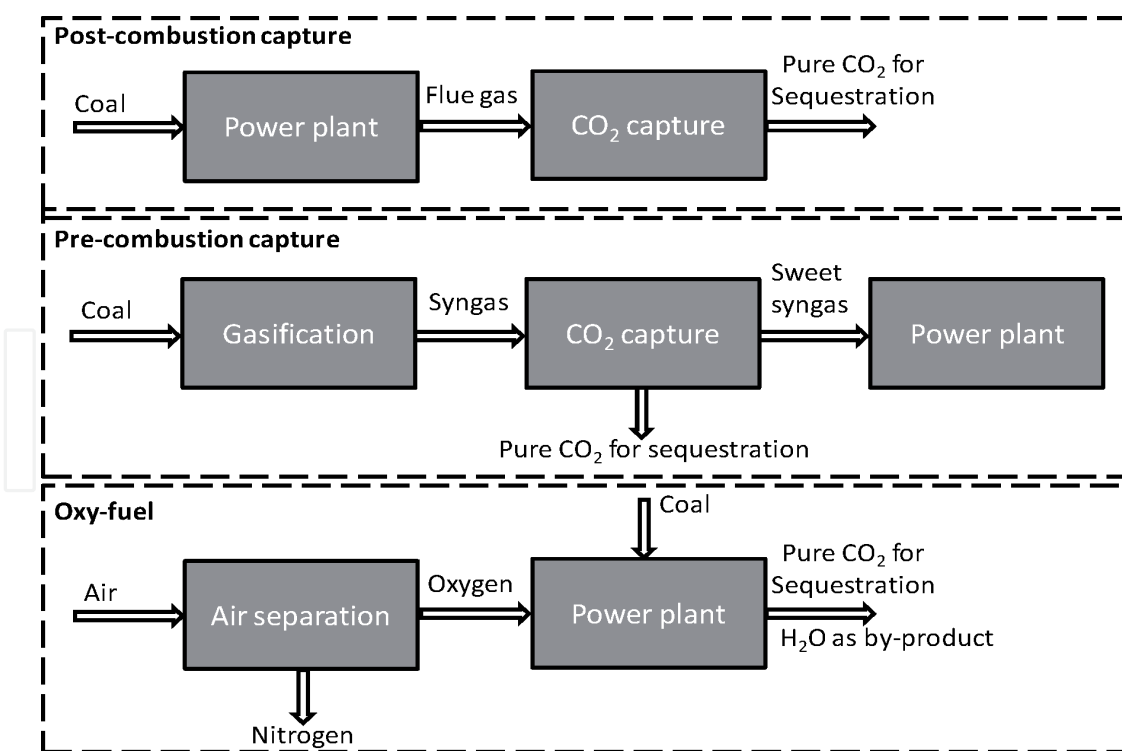 Post-combustion capture
Coal
Power plant
Flue gas
CO₂ capture
Pure CO₂ for
Sequestration
Pre-combustion capture
Coal
Gasification
Syngas
CO₂ capture
Sweet
syngas
Power plant
Pure CO₂ for sequestration
Oxy-fuel
Air
Air separation
Nitrogen
Oxygen
Coal
Power plant
Pure CO₂ for
Sequestration
H₂O as by-product